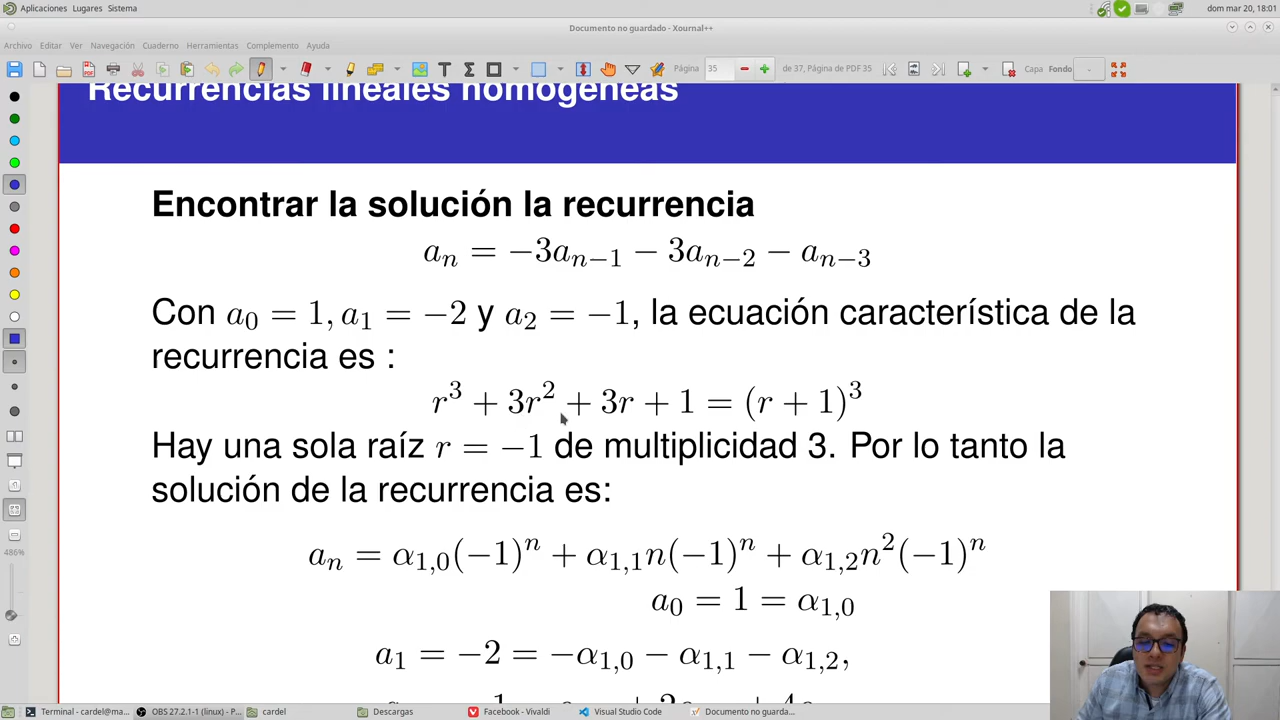 Aplicaciones Lugares Sistema
dom mar 20, 18:01
Documento no guardado - Xournal++
Archivo Editar Ver Navegación Cuaderno Herramientas Complemento Ayuda
Página 35 de 37, Página de PDF 35 Capa Fondo
Recurrencias lineales homogéneas
Encontrar la solución la recurrencia
aₙ = −3aₙ₋₁ − 3aₙ₋₂ − aₙ₋₃
Con a₀ = 1, a₁ = −2 y a₂ = −1, la ecuación característica de la
recurrencia es :
r³ + 3r² + 3r + 1 = (r + 1)³
Hay una sola raíz r = −1 de multiplicidad 3. Por lo tanto la
solución de la recurrencia es:
aₙ = α₁,₀(−1)ⁿ + α₁,₁n(−1)ⁿ + α₁,₂n²(−1)ⁿ
a₀ = 1 = α₁,₀
a₁ = −2 = −α₁,₀ − α₁,₁ − α₁,₂,
486%
Terminal - cardel@ma... OBS 27.2.1-1 (linux) - P... cardel Descargas Facebook - Vivaldi Visual Studio Code Documento no guarda...